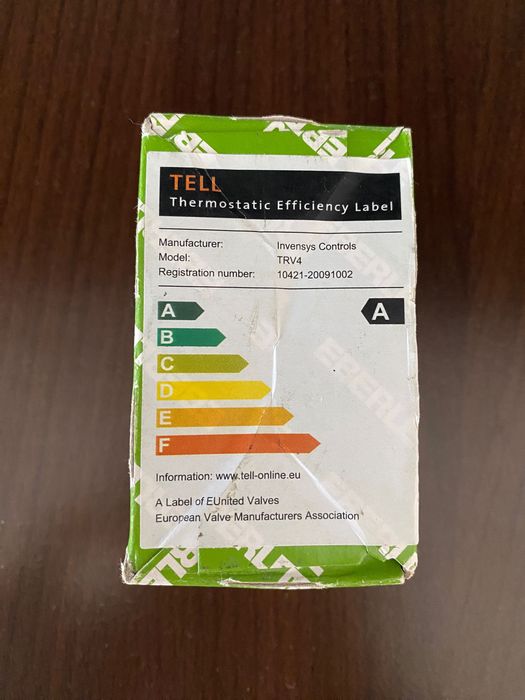 TELL
Thermostatic Efficiency Label
Manufacturer: Invensys Controls
Model: TRV4
Registration number: 10421-20091002
A A
B
C
D
E
F
Information: www.tell-online.eu
A Label of EUnited Valves
European Valve Manufacturers Association
EBERLE